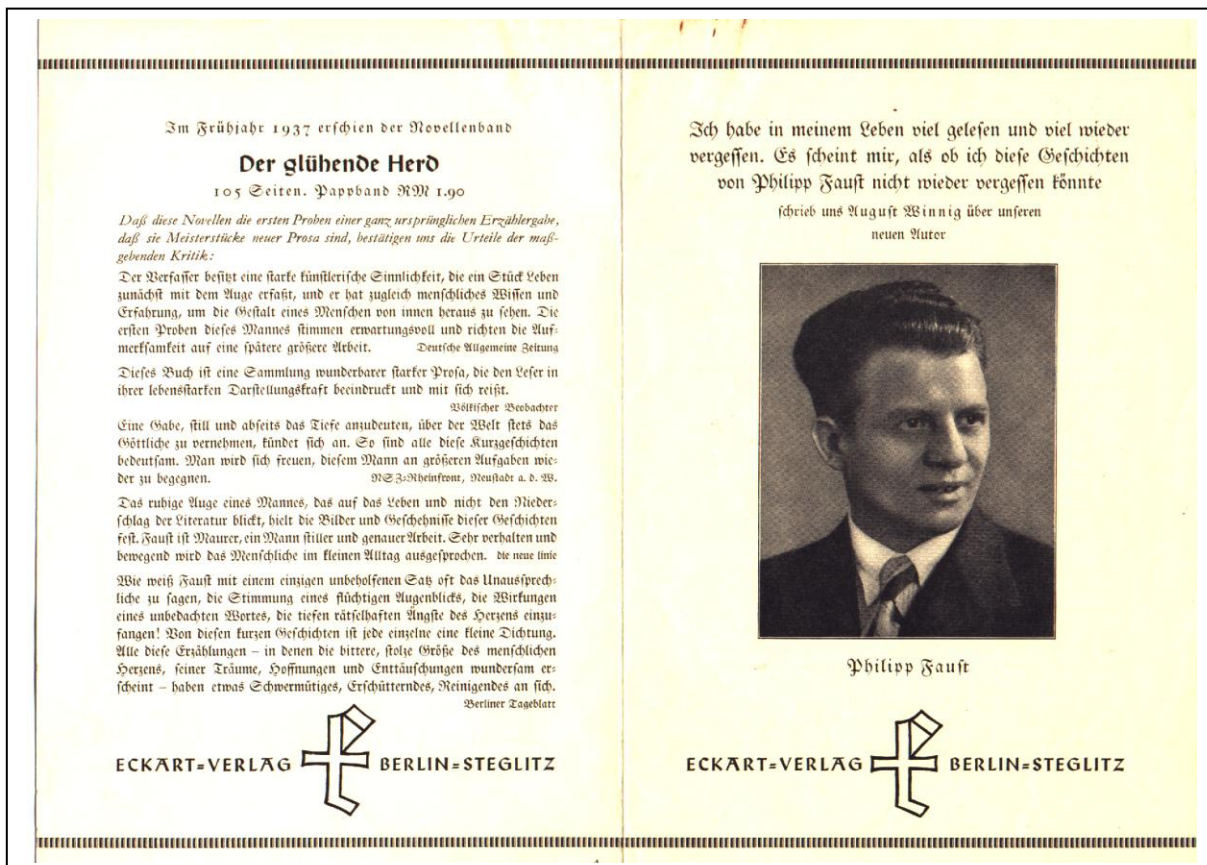 Im Frühjahr 1937 erschien der Novellenband
Der glühende Herd
105 Seiten. Pappband RM 1.90
Daß diese Novellen die ersten Proben einer ganz ursprünglichen Erzählergabe,
daß sie Meisterstücke neuer Prosa sind, bestätigen uns die Urteile der maß-
gebenden Kritik:
Der Verfasser besitzt eine starke künstlerische Sinnlichkeit, die ein Stück Leben
zunächst mit dem Auge erfaßt, und er hat zugleich menschliches Wissen und
Erfahrung, um die Gestalt eines Menschen von innen heraus zu sehen. Die
ersten Proben dieses Mannes stimmen erwartungsvoll und richten die Auf-
merksamkeit auf eine spätere größere Arbeit. Deutsche Allgemeine Zeitung
Dieses Buch ist eine Sammlung wunderbarer starker Prosa, die den Leser in
ihrer lebensstarken Darstellungskraft beeindruckt und mit sich reißt.
Völkischer Beobachter
Eine Gabe, still und abseits das Tiefe anzudeuten, über der Welt stets das
Göttliche zu vernehmen, kündet sich an. So sind alle diese Kurzgeschichten
bedeutsam. Man wird sich freuen, diesem Mann an größeren Aufgaben wie-
der zu begegnen. NSZ-Rheinfront, Neustadt a. d. W.
Das ruhige Auge eines Mannes, das auf das Leben und nicht den Nieder-
schlag der Literatur blickt, hielt die Bilder und Geschehnisse dieser Geschichten
fest. Faust ist Maurer, ein Mann stiller und genauer Arbeit. Sehr verhalten und
bewegend wird das Menschliche im kleinen Alltag ausgesprochen. die neue linie
Wie weiß Faust mit einem einzigen unbeholfenen Satz oft das Unaussprech-
liche zu sagen, die Stimmung eines flüchtigen Augenblicks, die Wirkungen
eines unbedachten Wortes, die tiefen rätselhaften Ängste des Herzens einzu-
fangen! Von diesen kurzen Geschichten ist jede einzelne eine kleine Dichtung.
Alle diese Erzählungen – in denen die bittere, stolze Größe des menschlichen
Herzens, seiner Träume, Hoffnungen und Enttäuschungen wundersam er-
scheint – haben etwas Schwermütiges, Erschütterndes, Reinigendes an sich.
Berliner Tageblatt
ECKART-VERLAG BERLIN-STEGLITZ
Ich habe in meinem Leben viel gelesen und viel wieder
vergessen. Es scheint mir, als ob ich diese Geschichten
von Philipp Faust nicht wieder vergessen könnte
schrieb uns August Winnig über unseren
neuen Autor
Philipp Faust
ECKART-VERLAG BERLIN-STEGLITZ